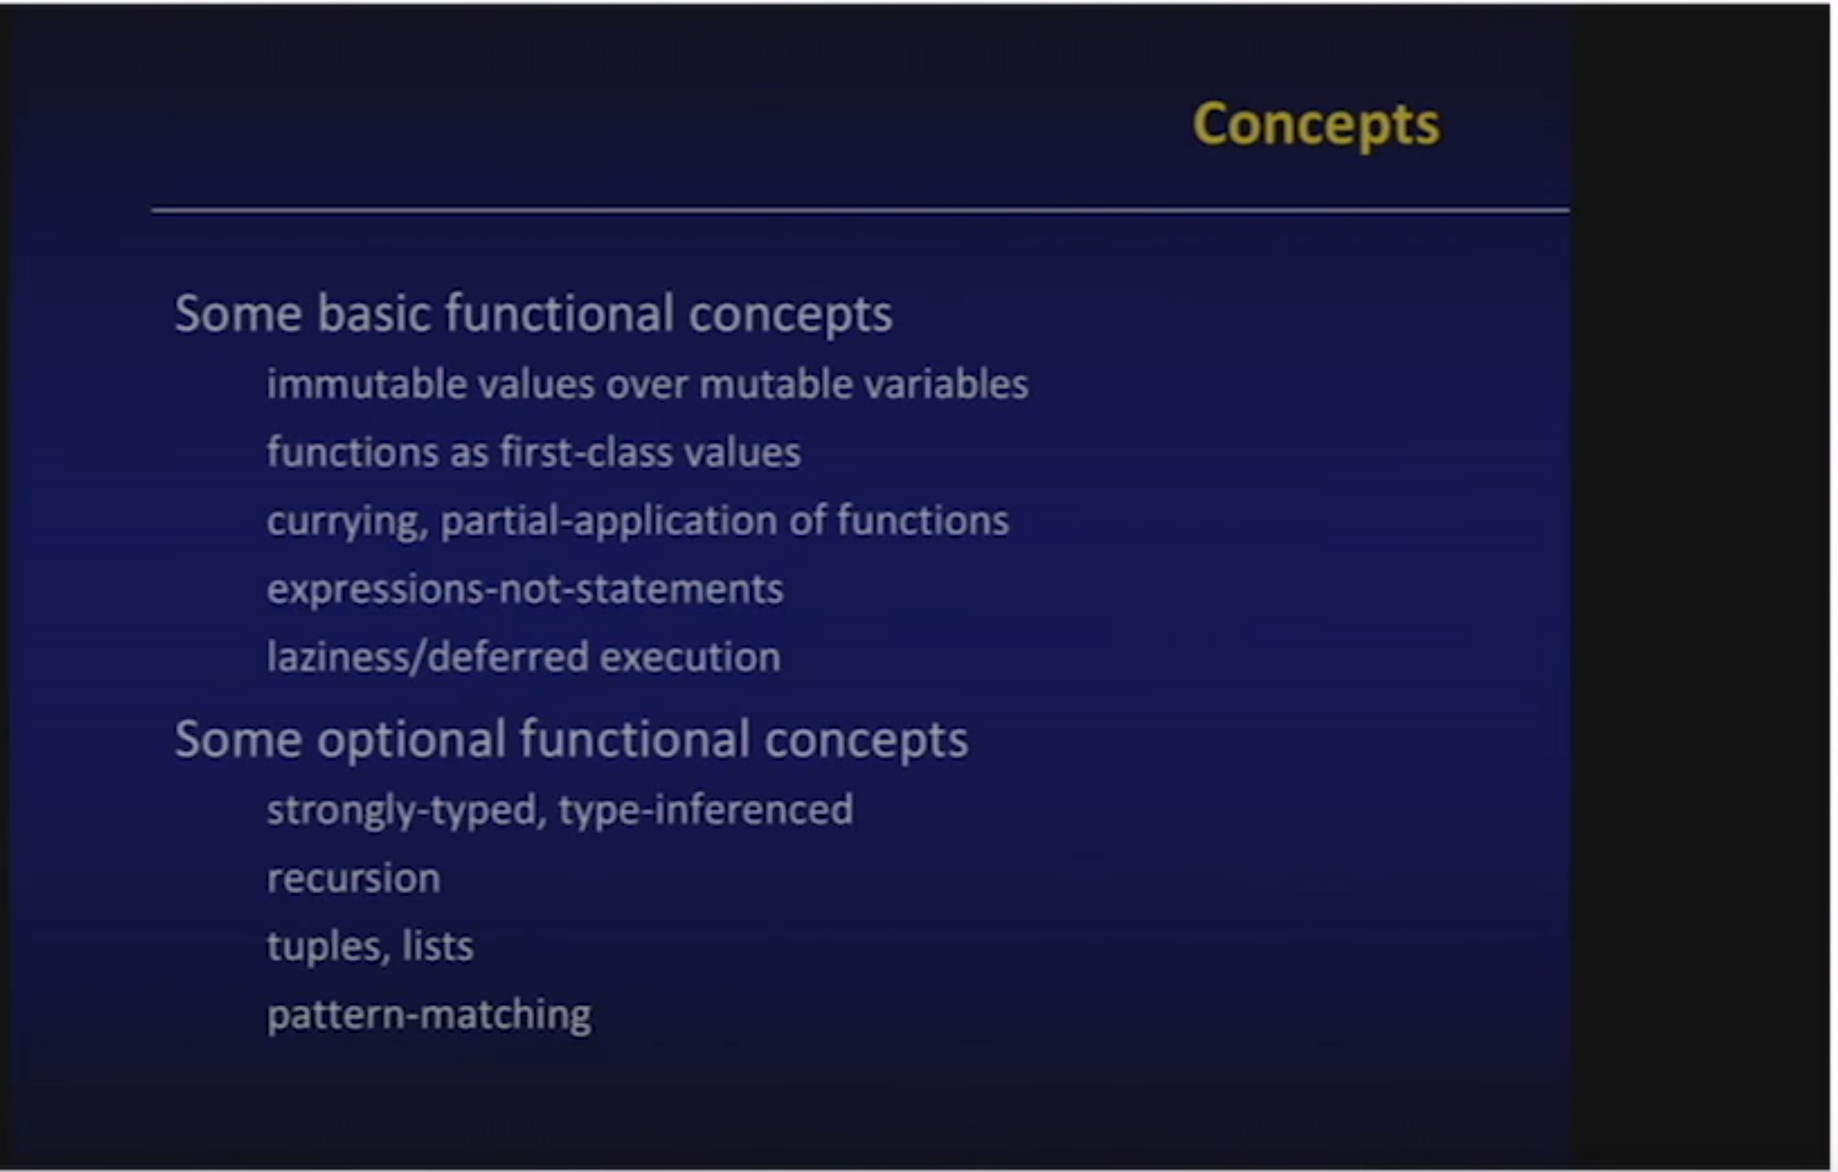 Concepts
Some basic functional concepts
immutable values over mutable variables
functions as first-class values
currying, partial-application of functions
expressions-not-statements
laziness/deferred execution
Some optional functional concepts
strongly-typed, type-inferenced
recursion
tuples, lists
pattern-matching